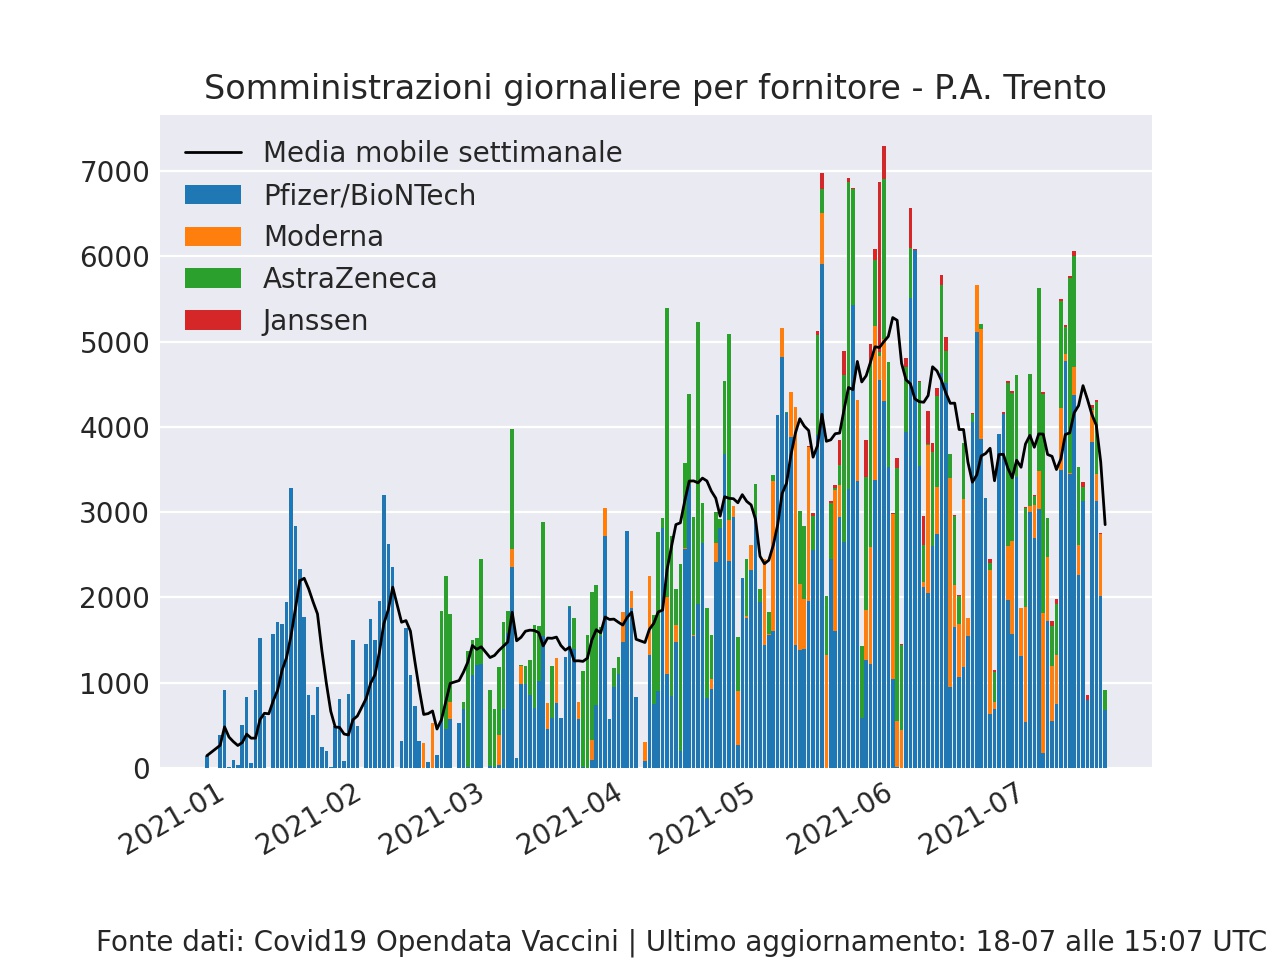 Somministrazioni giornaliere per fornitore - P.A. Trento
Media mobile settimanale
Pfizer/BioNTech
Moderna
AstraZeneca
Janssen
7000
6000
5000
4000
3000
2000
1000
0
2021-01
2021-02
2021-03
2021-04
2021-05
2021-06
2021-07
Fonte dati: Covid19 Opendata Vaccini | Ultimo aggiornamento: 18-07 alle 15:07 UTC